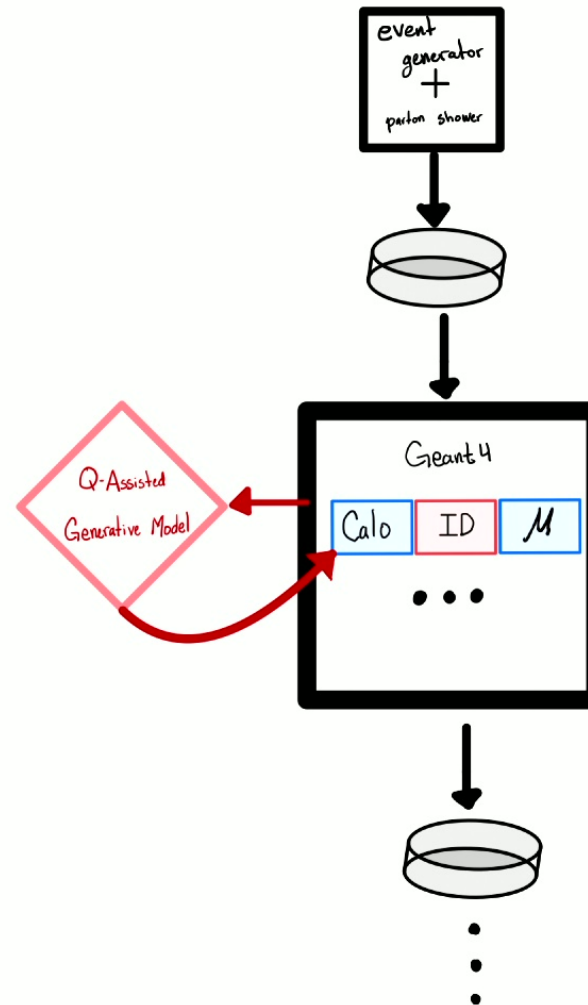 event
generator
+
parton shower
Geant4
Q-Assisted
Generative Model
Calo
ID
μ